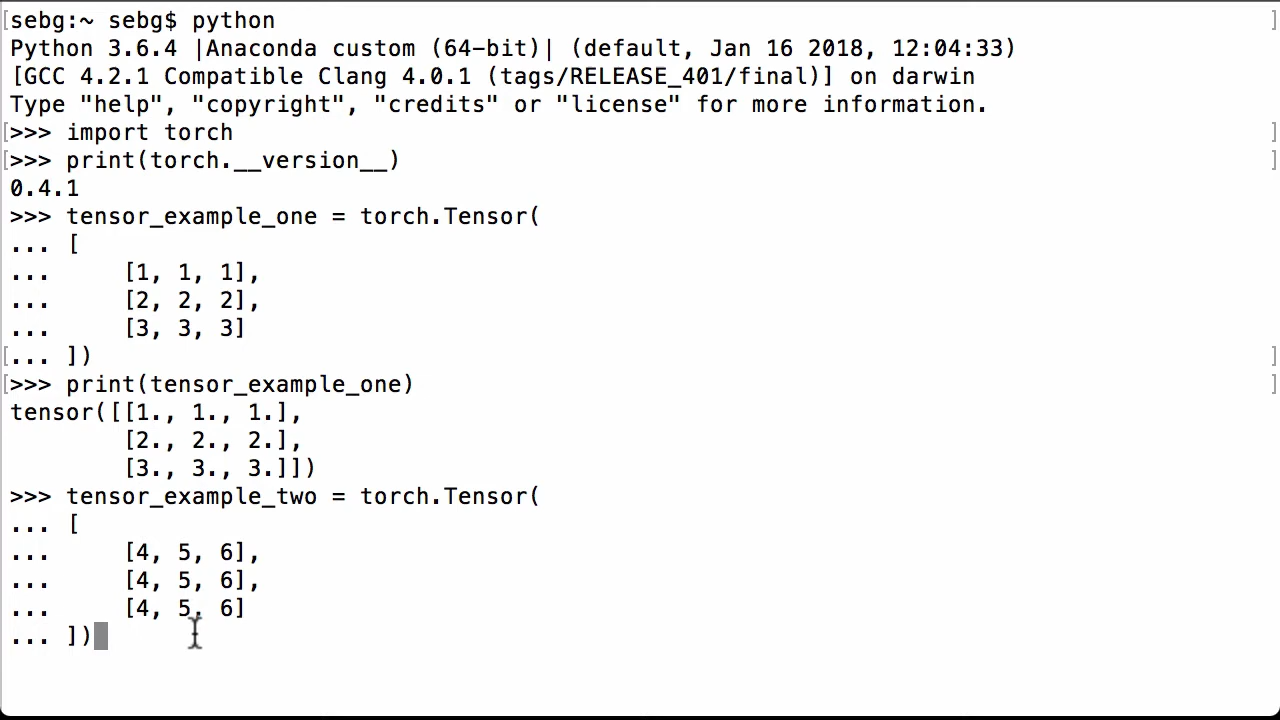 [sebg:~ sebg$ python ]
Python 3.6.4 |Anaconda custom (64-bit)| (default, Jan 16 2018, 12:04:33)
[GCC 4.2.1 Compatible Clang 4.0.1 (tags/RELEASE_401/final)] on darwin
Type "help", "copyright", "credits" or "license" for more information.
[>>> import torch ]
[>>> print(torch.__version__) ]
0.4.1
>>> tensor_example_one = torch.Tensor(
... [
...     [1, 1, 1],
...     [2, 2, 2],
...     [3, 3, 3]
[... ]) ]
[>>> print(tensor_example_one) ]
tensor([[1., 1., 1.],
        [2., 2., 2.],
        [3., 3., 3.]])
>>> tensor_example_two = torch.Tensor(
... [
...     [4, 5, 6],
...     [4, 5, 6],
...     [4, 5, 6]
... ])